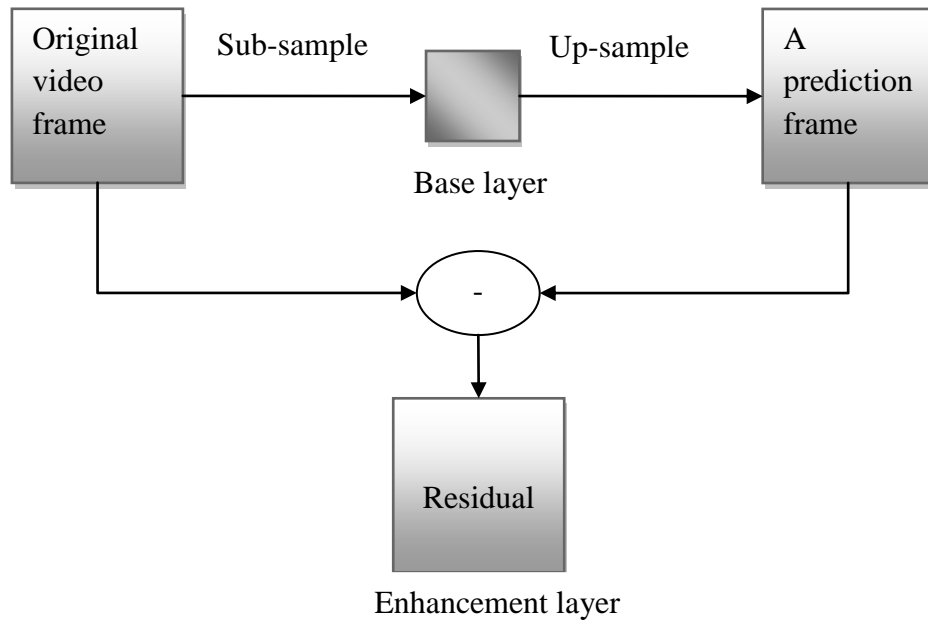 Original
video
frame
Sub-sample
Up-sample
A
prediction
frame
Base layer
-
Residual
Enhancement layer